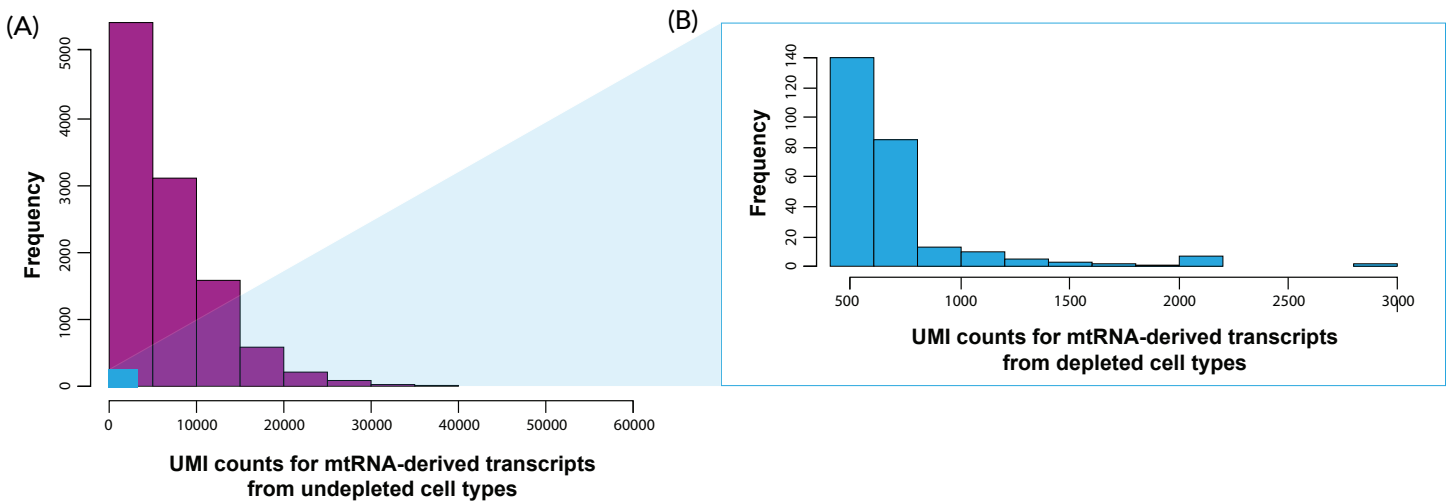 (A)
Frequency
5000
4000
3000
2000
1000
0
0 10000 20000 30000 40000 50000 60000
UMI counts for mtRNA-derived transcripts
from undepleted cell types
(B)
Frequency
140
120
100
80
60
40
20
0
500 1000 1500 2000 2500 3000
UMI counts for mtRNA-derived transcripts
from depleted cell types